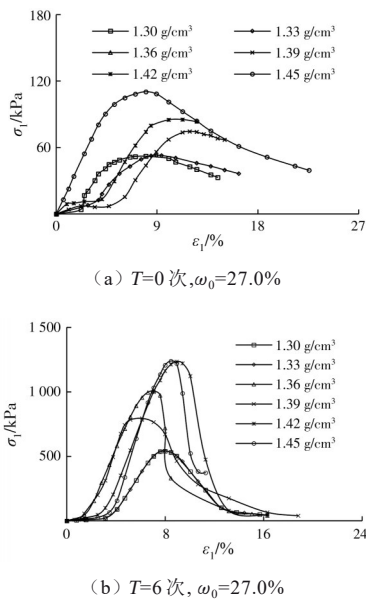 180
120
60
σ₁/kPa
1.30 g/cm³
1.33 g/cm³
1.36 g/cm³
1.39 g/cm³
1.42 g/cm³
1.45 g/cm³
0 9 18 27
ε₁/%
（a）T=0 次,ω₀=27.0%
1 500
1 000
500
σ₁/kPa
1.30 g/cm³
1.33 g/cm³
1.36 g/cm³
1.39 g/cm³
1.42 g/cm³
1.45 g/cm³
0 8 16 24
ε₁/%
（b）T=6 次, ω₀=27.0%